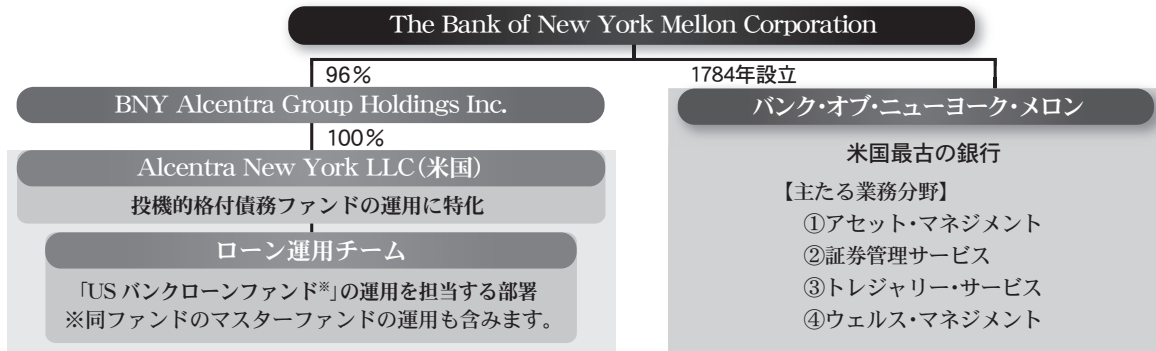 The Bank of New York Mellon Corporation
96%
1784年設立
BNY Alcentra Group Holdings Inc.
100%
Alcentra New York LLC(米国)
投機的格付債務ファンドの運用に特化
ローン運用チーム
「US バンクローンファンド※」の運用を担当する部署
※同ファンドのマスターファンドの運用も含みます。
バンク・オブ・ニューヨーク・メロン
米国最古の銀行
【主たる業務分野】
①アセット・マネジメント
②証券管理サービス
③トレジャリー・サービス
④ウェルス・マネジメント